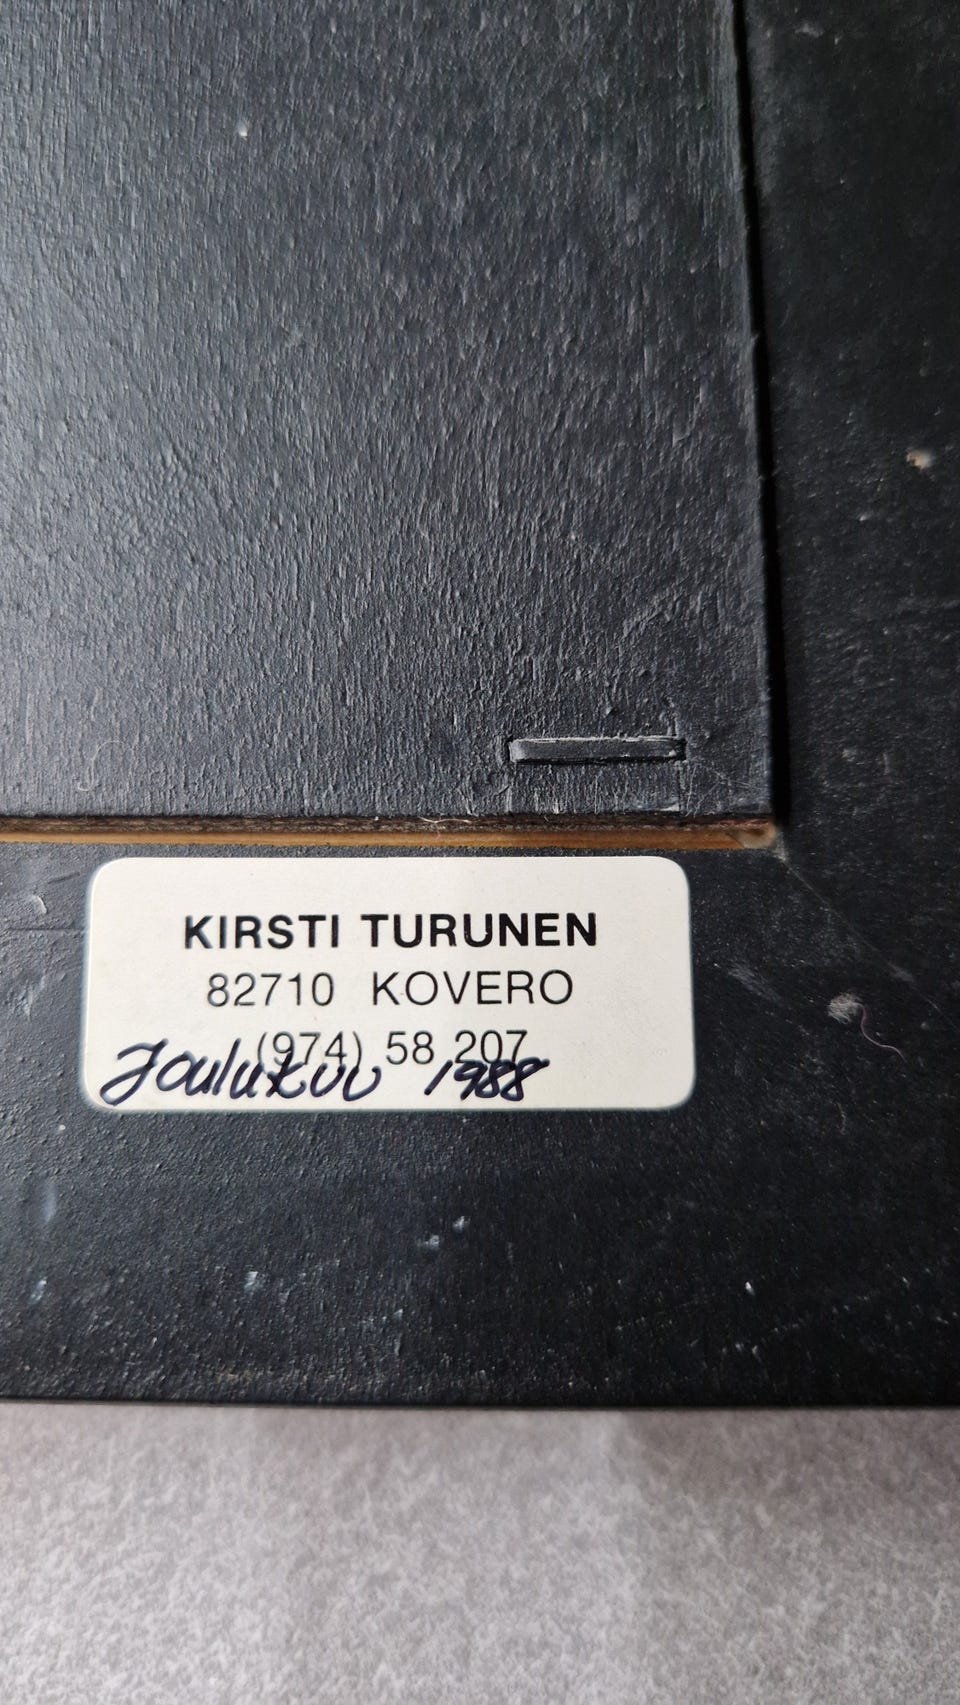 KIRSTI TURUNEN
82710 KOVERO
(974) 58 207
Joulukuu 1988